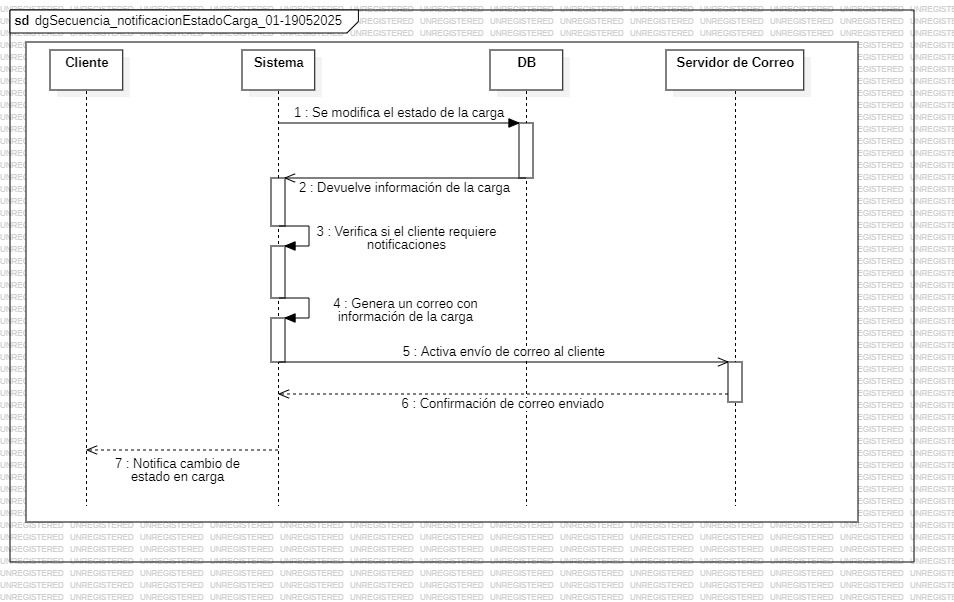 sd dgSecuencia_notificacionEstadoCarga_01-19052025
Cliente
Sistema
DB
Servidor de Correo
1 : Se modifica el estado de la carga
2 : Devuelve información de la carga
3 : Verifica si el cliente requiere
notificaciones
4 : Genera un correo con
información de la carga
5 : Activa envío de correo al cliente
6 : Confirmación de correo enviado
7 : Notifica cambio de
estado en carga
UNREGISTERED